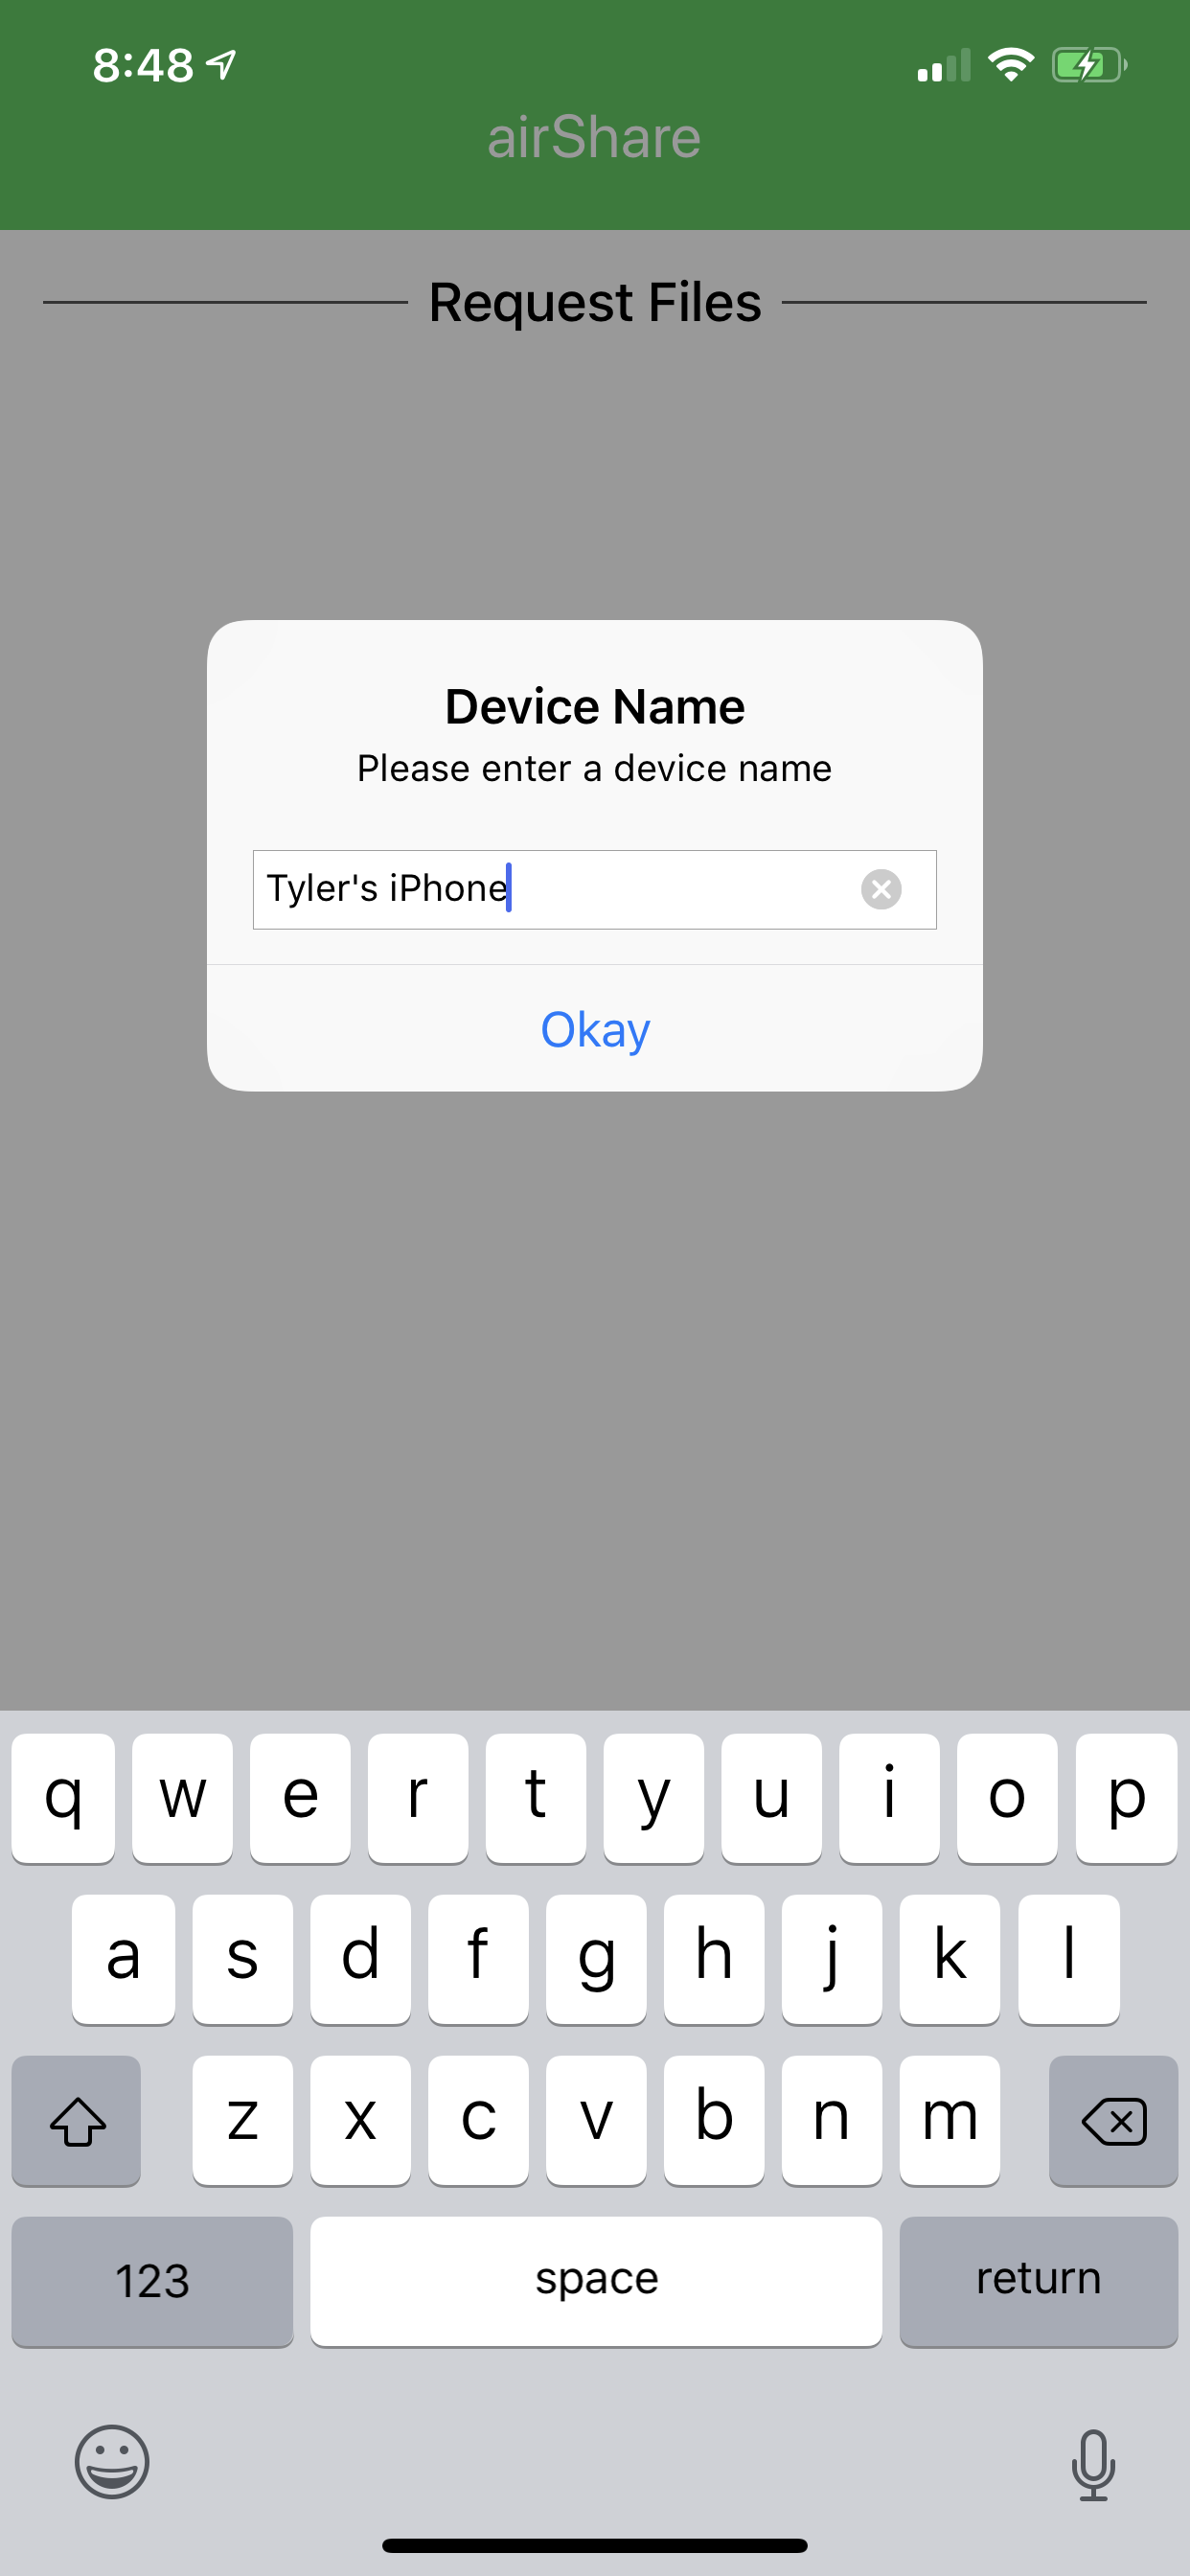 8:48
airShare
Request Files
Device Name
Please enter a device name
Tyler's iPhone
Okay
q w e r t y u i o p
a s d f g h j k l
z x c v b n m
123 space return